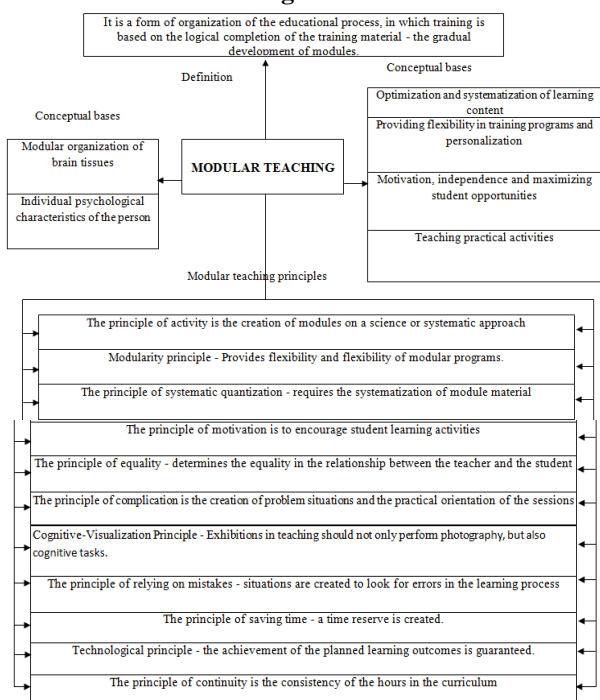 It is a form of organization of the educational process, in which training is
based on the logical completion of the training material - the gradual
development of modules.
Definition
Conceptual bases
Conceptual bases
Modular organization of
brain tissues
Individual psychological
characteristics of the person
MODULAR TEACHING
Optimization and systematization of learning
content
Providing flexibility in training programs and
personalization
Motivation, independence and maximizing
student opportunities
Teaching practical activities
Modular teaching principles
The principle of activity is the creation of modules on a science or systematic approach
Modularity principle - Provides flexibility and flexibility of modular programs.
The principle of systematic quantization - requires the systematization of module material
The principle of motivation is to encourage student learning activities
The principle of equality - determines the equality in the relationship between the teacher and the student
The principle of complication is the creation of problem situations and the practical orientation of the sessions
Cognitive-Visualization Principle - Exhibitions in teaching should not only perform photography, but also
cognitive tasks.
The principle of relying on mistakes - situations are created to look for errors in the learning process
The principle of saving time - a time reserve is created.
Technological principle - the achievement of the planned learning outcomes is guaranteed.
The principle of continuity is the consistency of the hours in the curriculum